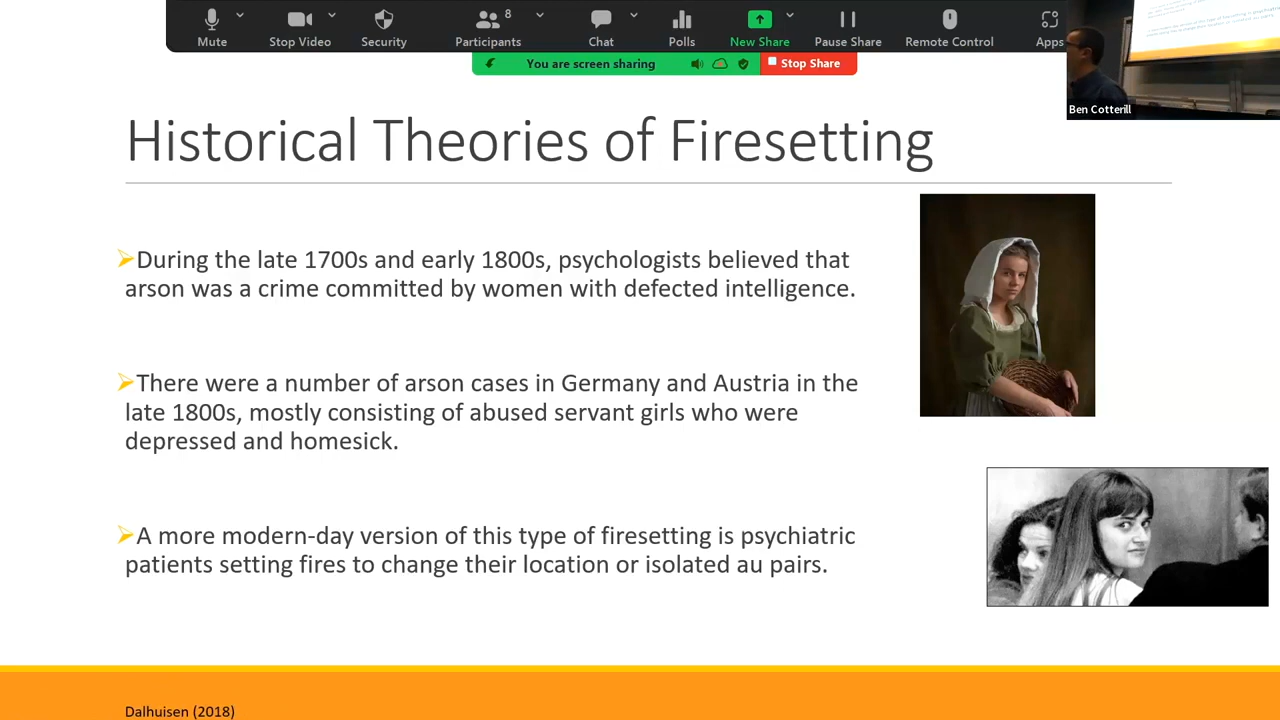 Mute
Stop Video
Security
Participants
8
Chat
Polls
New Share
Pause Share
Remote Control
Apps
You are screen sharing
Stop Share
Ben Cotterill
Historical Theories of Firesetting
During the late 1700s and early 1800s, psychologists believed that
arson was a crime committed by women with defected intelligence.
There were a number of arson cases in Germany and Austria in the
late 1800s, mostly consisting of abused servant girls who were
depressed and homesick.
A more modern-day version of this type of firesetting is psychiatric
patients setting fires to change their location or isolated au pairs.
Dalhuisen (2018)